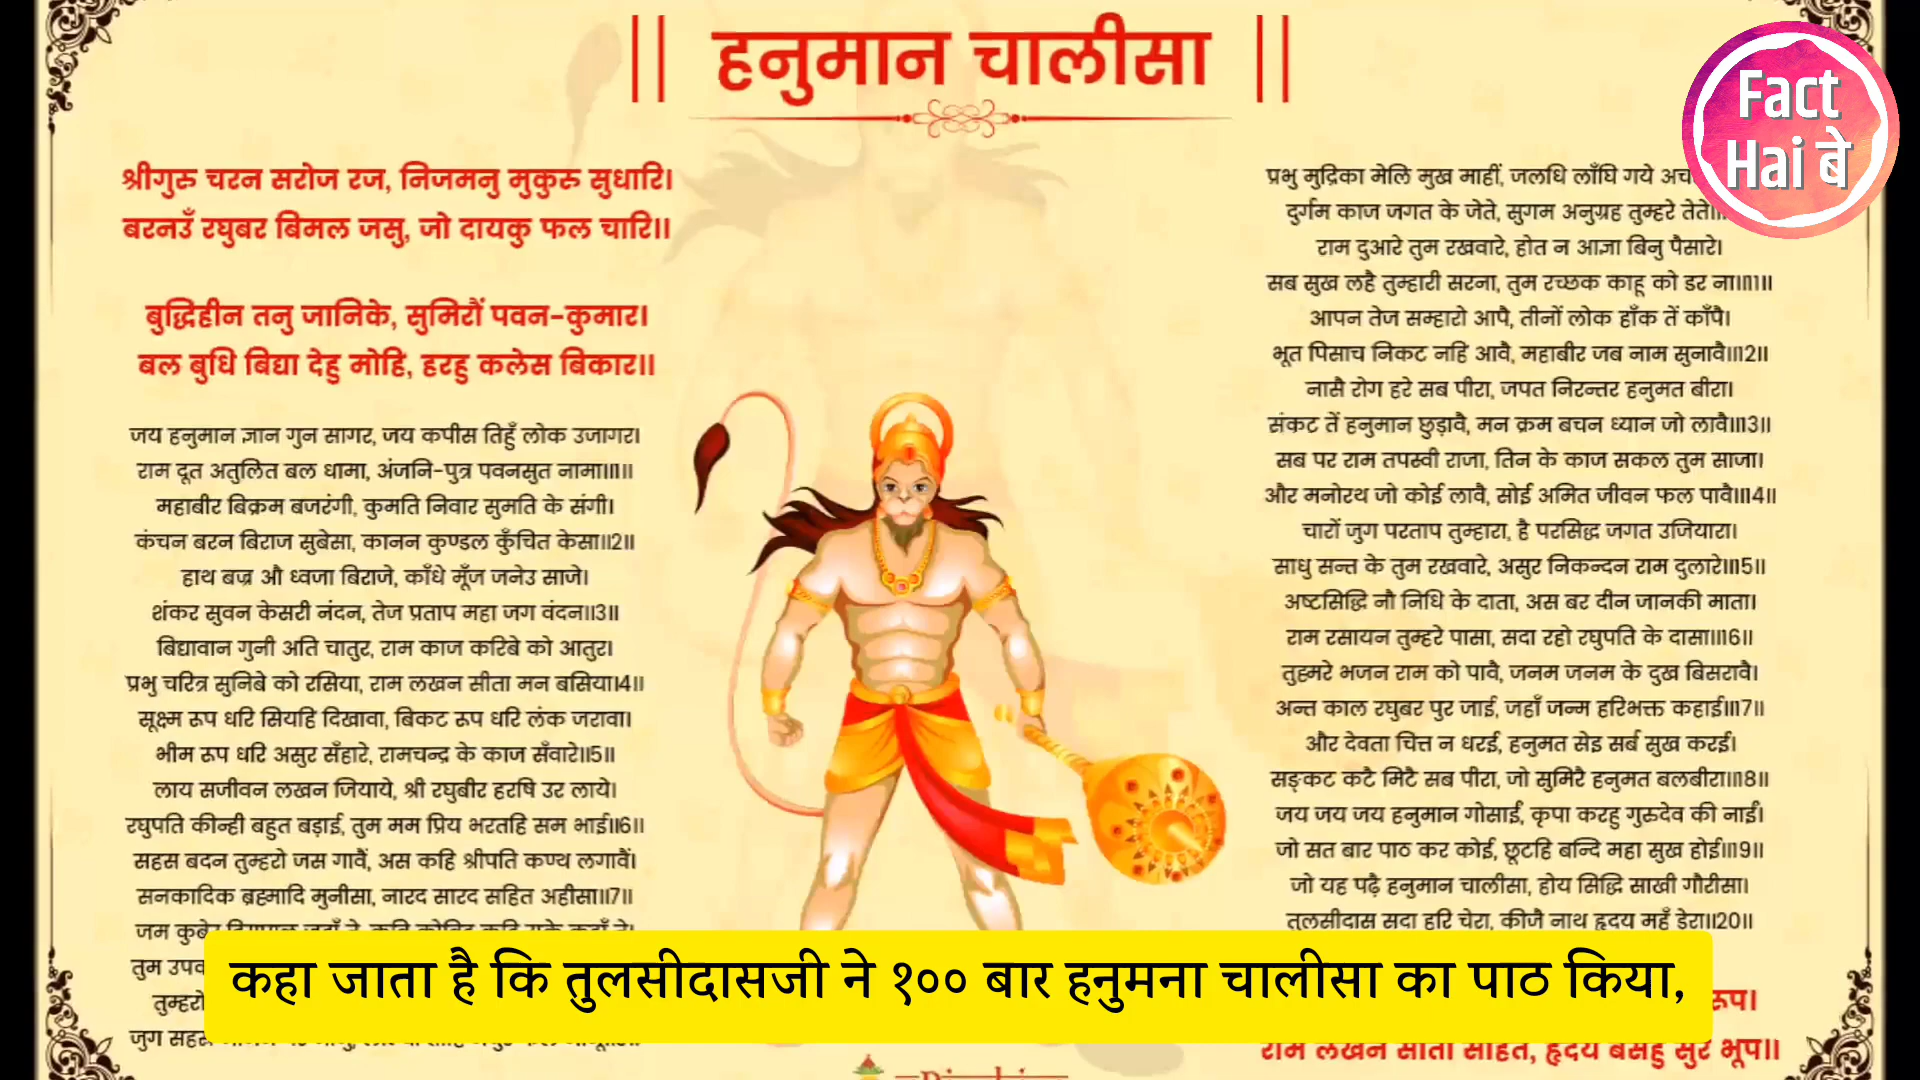 || हनुमान चालीसा ||
Fact
Hai बे
श्रीगुरु चरन सरोज रज, निजमनु मुकुरु सुधारि।
बरनउँ रघुबर बिमल जसु, जो दायकु फल चारि॥
बुद्धिहीन तनु जानिके, सुमिरौं पवन-कुमार।
बल बुधि बिद्या देहु मोहि, हरहु कलेस बिकार॥
जय हनुमान ज्ञान गुन सागर, जय कपीस तिहुँ लोक उजागर।
राम दूत अतुलित बल धामा, अंजनि-पुत्र पवनसुत नामा॥1॥
महाबीर बिक्रम बजरंगी, कुमति निवार सुमति के संगी।
कंचन बरन बिराज सुबेसा, कानन कुण्डल कुँचित केसा॥2॥
हाथ बज्र औ ध्वजा बिराजे, काँधे मूँज जनेउ साजे।
शंकर सुवन केसरी नंदन, तेज प्रताप महा जग वंदन॥3॥
बिद्यावान गुनी अति चातुर, राम काज करिबे को आतुर।
प्रभु चरित्र सुनिबे को रसिया, राम लखन सीता मन बसिया॥4॥
सूक्ष्म रूप धरि सियहि दिखावा, बिकट रूप धरि लंक जरावा।
भीम रूप धरि असुर सँहारे, रामचन्द्र के काज सँवारे॥5॥
लाय सजीवन लखन जियाये, श्री रघुबीर हरषि उर लाये।
रघुपति कीन्ही बहुत बड़ाई, तुम मम प्रिय भरतहि सम भाई॥6॥
सहस बदन तुम्हरो जस गावैं, अस कहि श्रीपति कण्थ लगावैं।
सनकादिक ब्रह्मादि मुनीसा, नारद सारद सहित अहीसा॥7॥
जम
तुम
तुम्हरो
जुग
प्रभु मुद्रिका मेलि मुख माहीं, जलधि लाँघि गये
दुर्गम काज जगत के जेते, सुगम अनुग्रह तुम्हरे तेते॥
राम दुआरे तुम रखवारे, होत न आज्ञा बिनु पैसारे।
सब सुख लहै तुम्हारी सरना, तुम रच्छक काहू को डर ना॥11॥
आपन तेज सम्हारो आपै, तीनों लोक हाँक तें काँपै।
भूत पिसाच निकट नहि आवै, महाबीर जब नाम सुनावै॥12॥
नासै रोग हरे सब पीरा, जपत निरन्तर हनुमत बीरा।
संकट तें हनुमान छुड़ावै, मन क्रम बचन ध्यान जो लावै॥13॥
सब पर राम तपस्वी राजा, तिन के काज सकल तुम साजा।
और मनोरथ जो कोई लावै, सोई अमित जीवन फल पावै॥14॥
चारों जुग परताप तुम्हारा, है परसिद्ध जगत उजियारा।
साधु सन्त के तुम रखवारे, असुर निकन्दन राम दुलारे॥15॥
अष्टसिद्धि नौ निधि के दाता, अस बर दीन जानकी माता।
राम रसायन तुम्हरे पासा, सदा रहो रघुपति के दासा॥16॥
तुह्मरे भजन राम को पावै, जनम जनम के दुख बिसरावै।
अन्त काल रघुबर पुर जाई, जहाँ जन्म हरिभक्त कहाई॥17॥
और देवता चित्त न धरई, हनुमत सेइ सर्ब सुख करई।
सङ्कट कटै मिटै सब पीरा, जो सुमिरै हनुमत बलबीरा॥18॥
जय जय जय हनुमान गोसाईं, कृपा करहु गुरुदेव की नाईं।
जो सत बार पाठ कर कोई, छूटहि बन्दि महा सुख होई॥19॥
जो यह पढ़ै हनुमान चालीसा, होय सिद्धि साखी गौरीसा।
तुलसीदास सदा हरि चेरा, कीजै नाथ हृदय महँ डेरा॥20॥
रूप।
राम लखन सीता सहित, हृदय बसहु सुर भूप॥
कहा जाता है कि तुलसीदासजी ने १०० बार हनुमना चालीसा का पाठ किया,